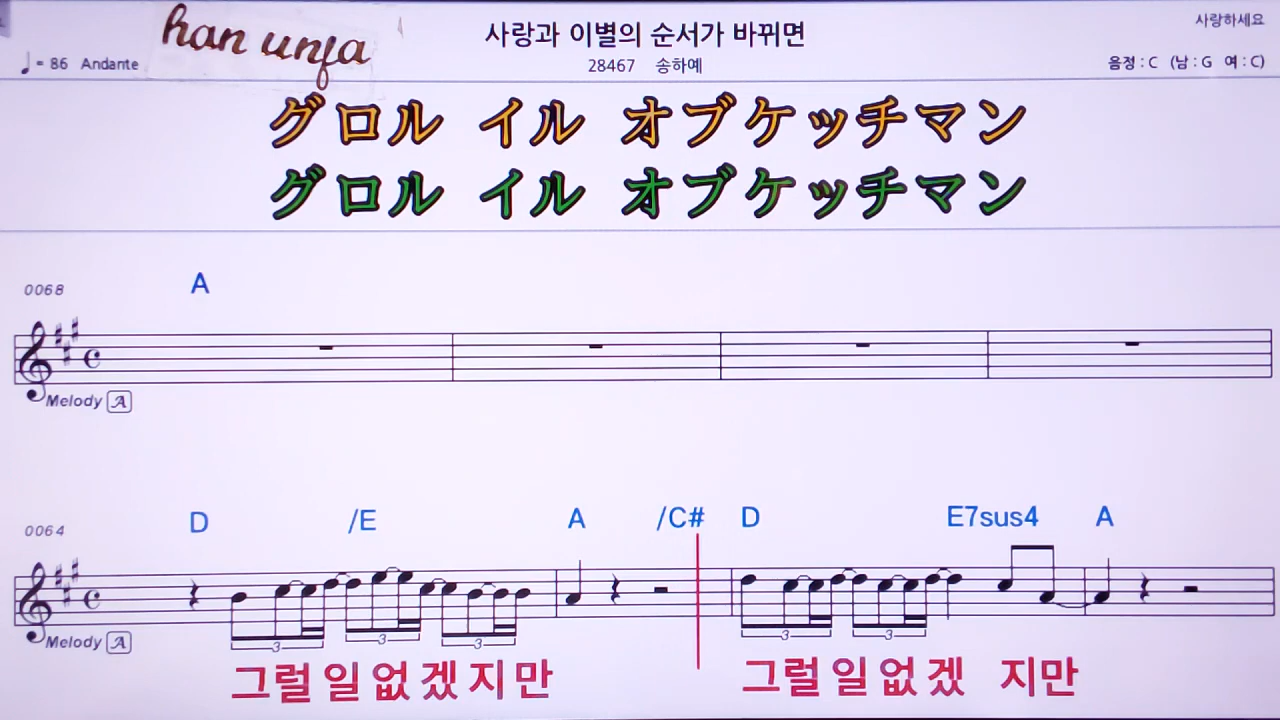 han unfa
사랑과 이별의 순서가 바뀌면
사랑하세요
♩= 86 Andante
28467 송하예
음정 : C (남 : G 여 : C)
グロル イル オブケッチマン
グロル イル オブケッチマン
0068
A
Melody A
0064
D /E A /C# D E7sus4 A
3 3 3 3 3
Melody A
그럴일없겠지만 그럴일없겠 지만